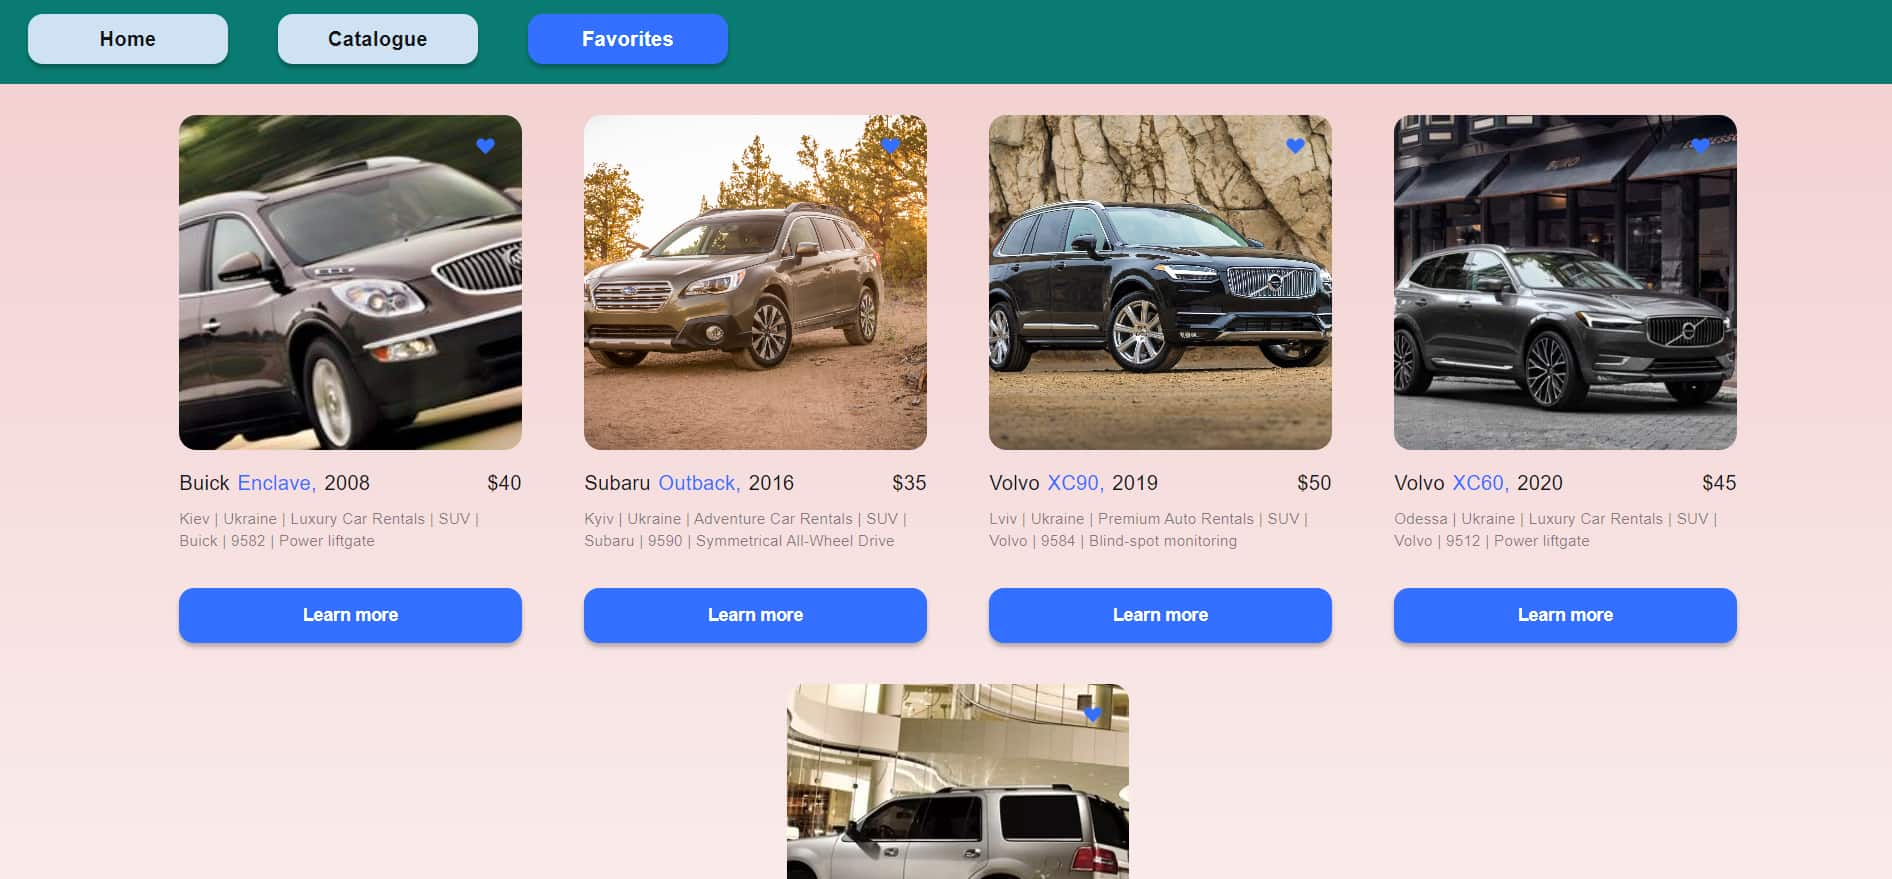 Home
Catalogue
Favorites
Buick Enclave, 2008
$40
Kiev | Ukraine | Luxury Car Rentals | SUV |
Buick | 9582 | Power liftgate
Learn more
Subaru Outback, 2016
$35
Kyiv | Ukraine | Adventure Car Rentals | SUV |
Subaru | 9590 | Symmetrical All-Wheel Drive
Learn more
Volvo XC90, 2019
$50
Lviv | Ukraine | Premium Auto Rentals | SUV |
Volvo | 9584 | Blind-spot monitoring
Learn more
Volvo XC60, 2020
$45
Odessa | Ukraine | Luxury Car Rentals | SUV |
Volvo | 9512 | Power liftgate
Learn more